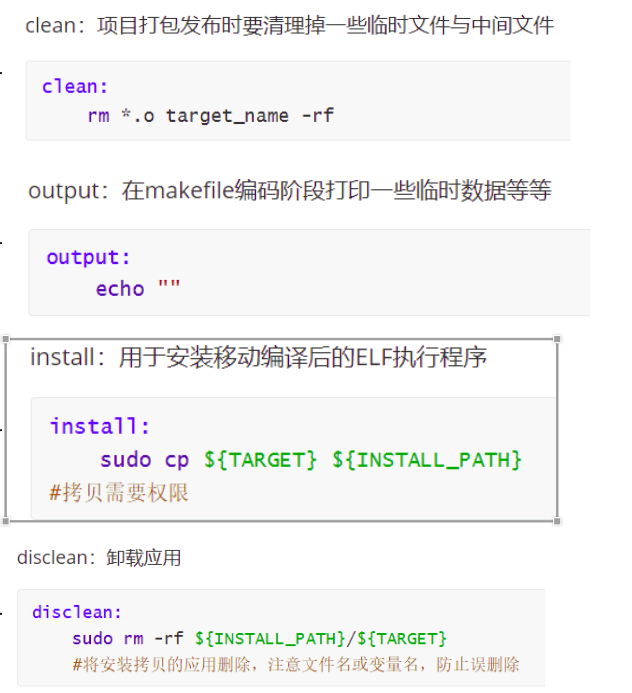 clean：项目打包发布时要清理掉一些临时文件与中间文件
clean:
rm *.o target_name -rf
output：在makefile编码阶段打印一些临时数据等等
output:
echo ""
install：用于安装移动编译后的ELF执行程序
install:
sudo cp ${TARGET} ${INSTALL_PATH}
#拷贝需要权限
disclean：卸载应用
disclean:
sudo rm -rf ${INSTALL_PATH}/${TARGET}
#将安装拷贝的应用删除，注意文件名或变量名，防止误删除